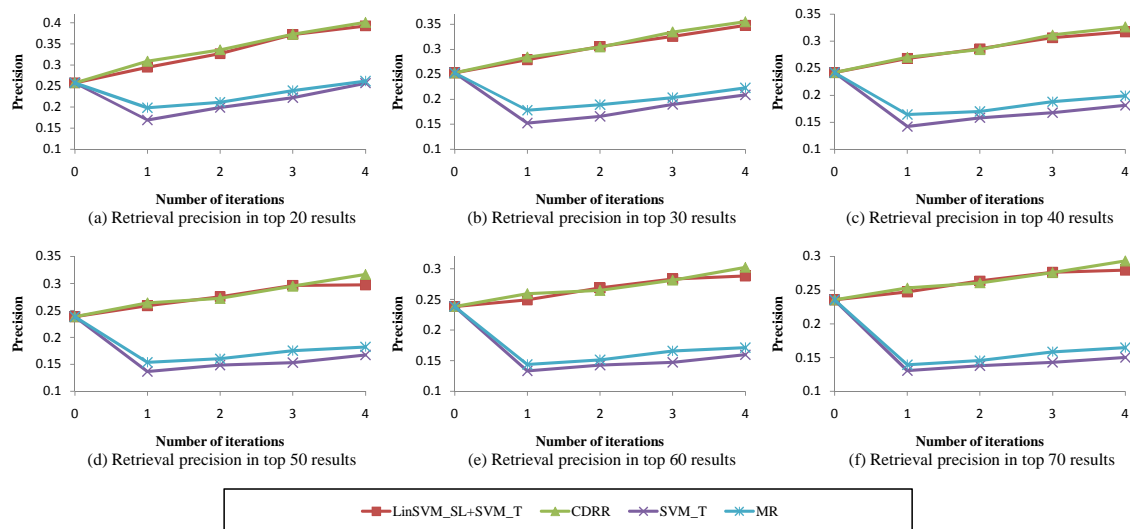 0.4
0.35
0.3
0.25
0.2
0.15
0.1
Precision
0 1 2 3 4
Number of iterations
(a) Retrieval precision in top 20 results
0.35
0.3
0.25
0.2
0.15
0.1
Precision
0 1 2 3 4
Number of iterations
(b) Retrieval precision in top 30 results
0.35
0.3
0.25
0.2
0.15
0.1
Precision
0 1 2 3 4
Number of iterations
(c) Retrieval precision in top 40 results
0.35
0.3
0.25
0.2
0.15
0.1
Precision
0 1 2 3 4
Number of iterations
(d) Retrieval precision in top 50 results
0.3
0.25
0.2
0.15
0.1
Precision
0 1 2 3 4
Number of iterations
(e) Retrieval precision in top 60 results
0.3
0.25
0.2
0.15
0.1
Precision
0 1 2 3 4
Number of iterations
(f) Retrieval precision in top 70 results
LinSVM_SL+SVM_T CDRR SVM_T MR